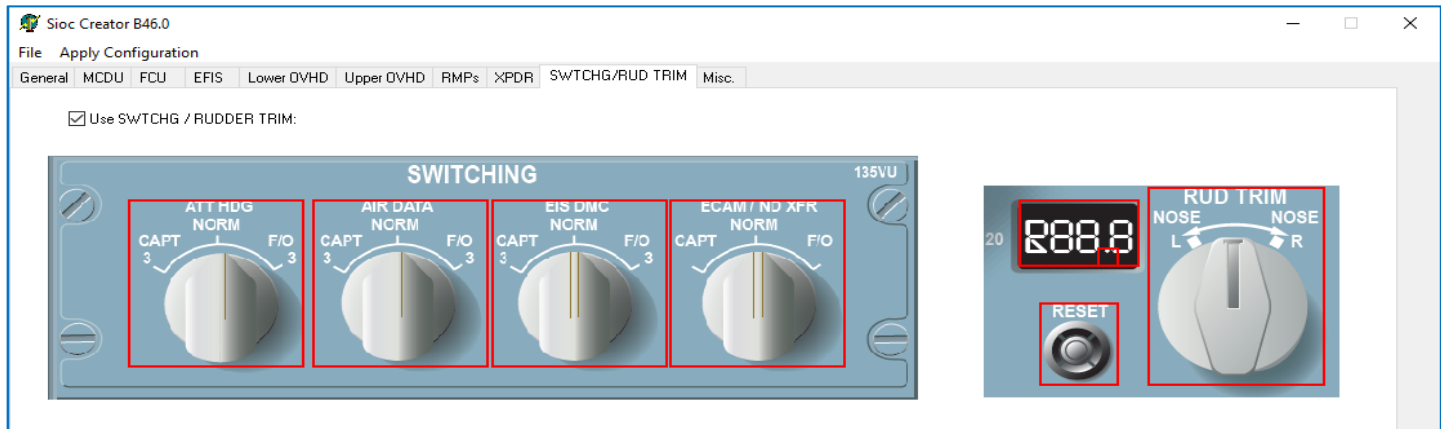 Sioc Creator B46.0
File Apply Configuration
General MCDU FCU EFIS Lower OVHD Upper OVHD RMPs XPDR SWTCHG/RUD TRIM Misc.
Use SWTCHG / RUDDER TRIM:
SWITCHING 135VU
ATT HDG
NORM
CAPT F/O
3 3
AIR DATA
NORM
CAPT F/O
3 3
EIS DMC
NORM
CAPT F/O
3 3
ECAM / ND XFR
NORM
CAPT F/O
20
RUD TRIM
NOSE NOSE
L R
RESET